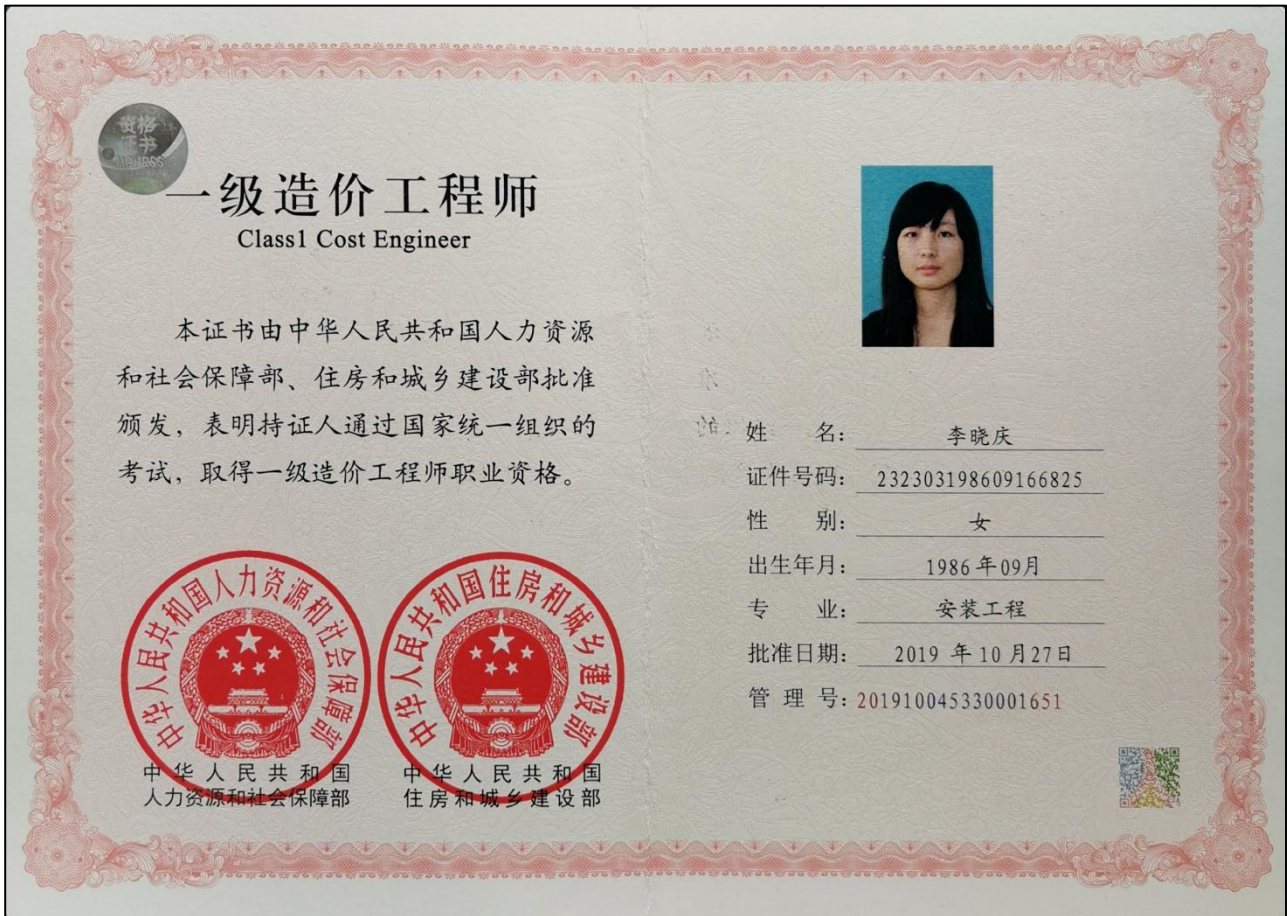 资格
证书
MOHRSS
一级造价工程师
Class1 Cost Engineer
本证书由中华人民共和国人力资源
和社会保障部、住房和城乡建设部批准
颁发，表明持证人通过国家统一组织的
考试，取得一级造价工程师职业资格。
中华人民共和国人力资源和社会保障部
中华人民共和国住房和城乡建设部
中华人民共和国
人力资源和社会保障部
中华人民共和国
住房和城乡建设部
姓 名： 李晓庆
证件号码： 232303198609166825
性 别： 女
出生年月： 1986年09月
专 业： 安装工程
批准日期： 2019 年 10 月27日
管 理 号：201910045330001651